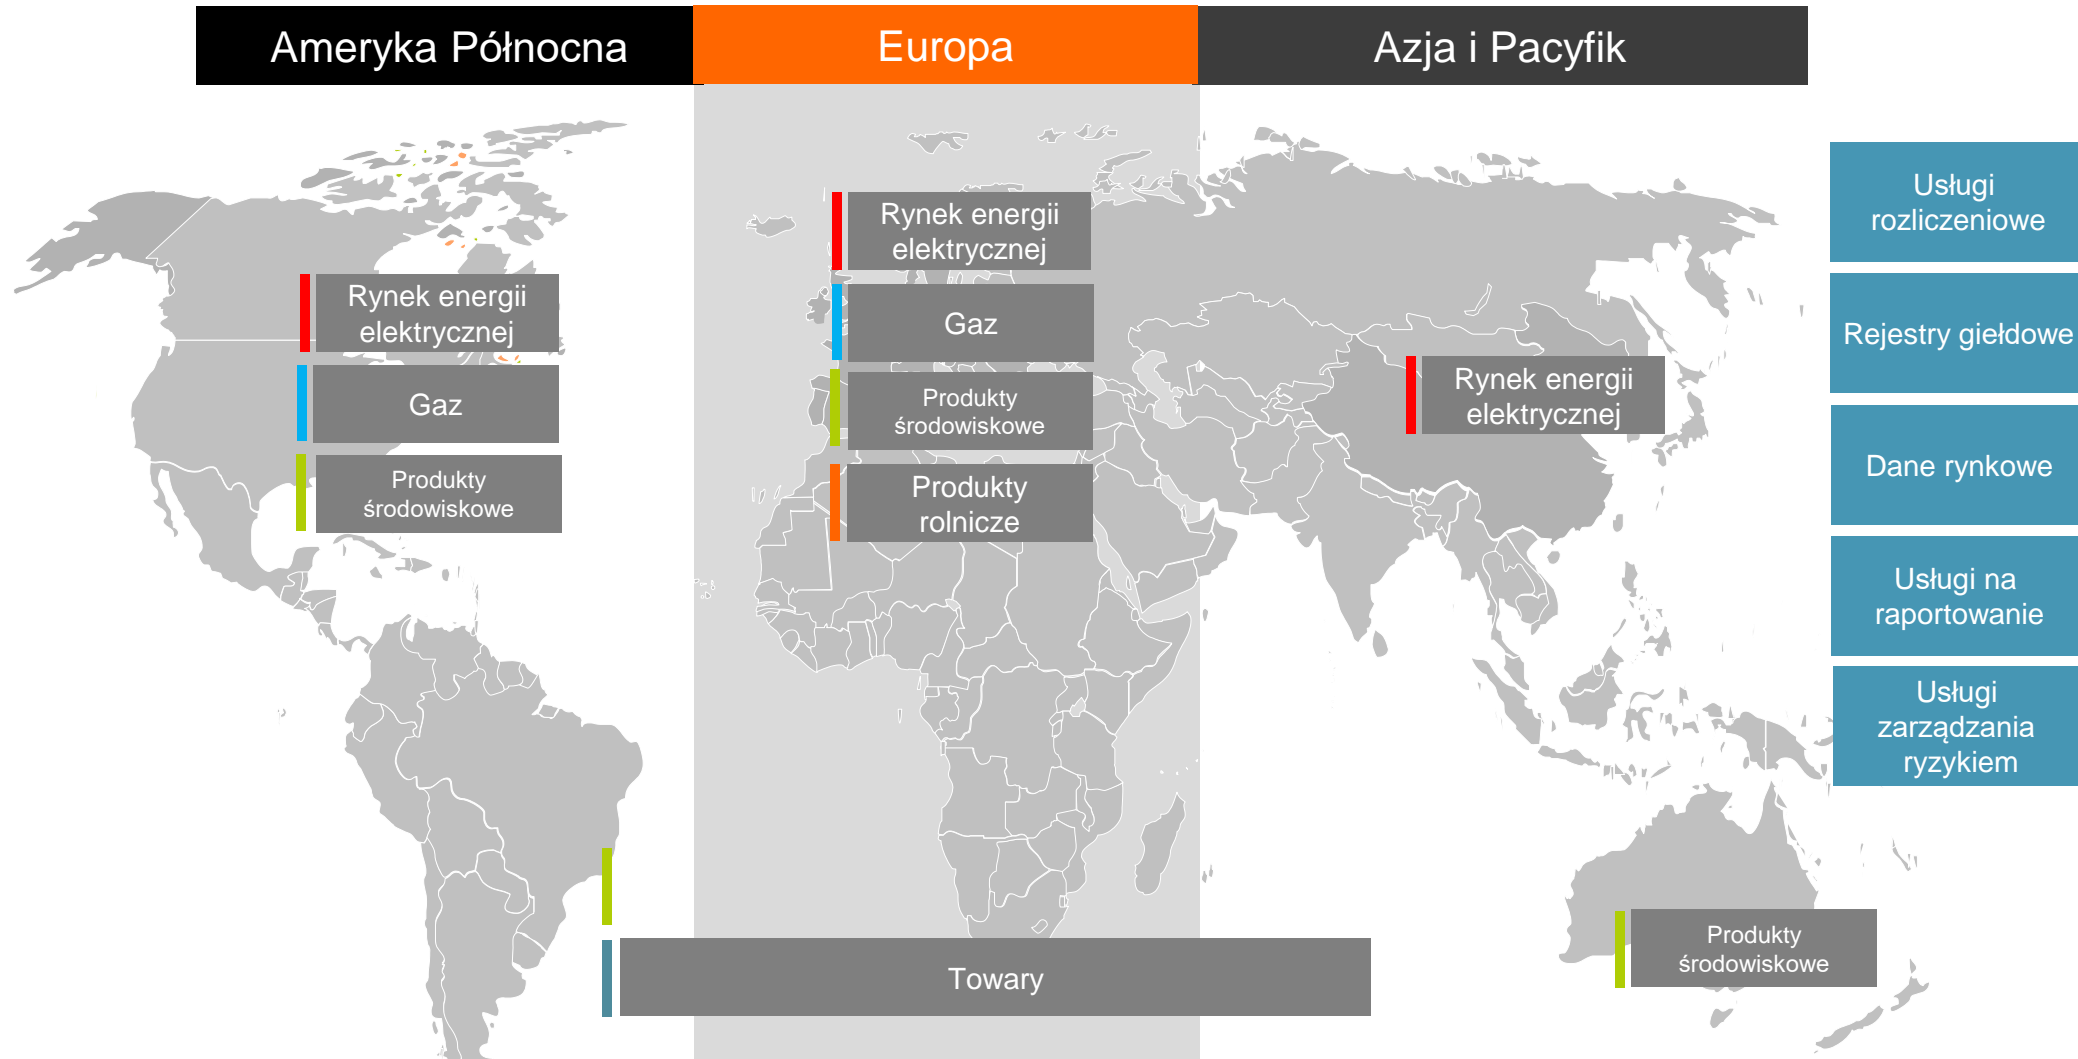 Ameryka Północna
Europa
Azja i Pacyfik
Rynek energii
elektrycznej
Gaz
Produkty
środowiskowe
Rynek energii
elektrycznej
Gaz
Produkty
środowiskowe
Produkty
rolnicze
Rynek energii
elektrycznej
Produkty
środowiskowe
Towary
Usługi
rozliczeniowe
Rejestry giełdowe
Dane rynkowe
Usługi na
raportowanie
Usługi
zarządzania
ryzykiem